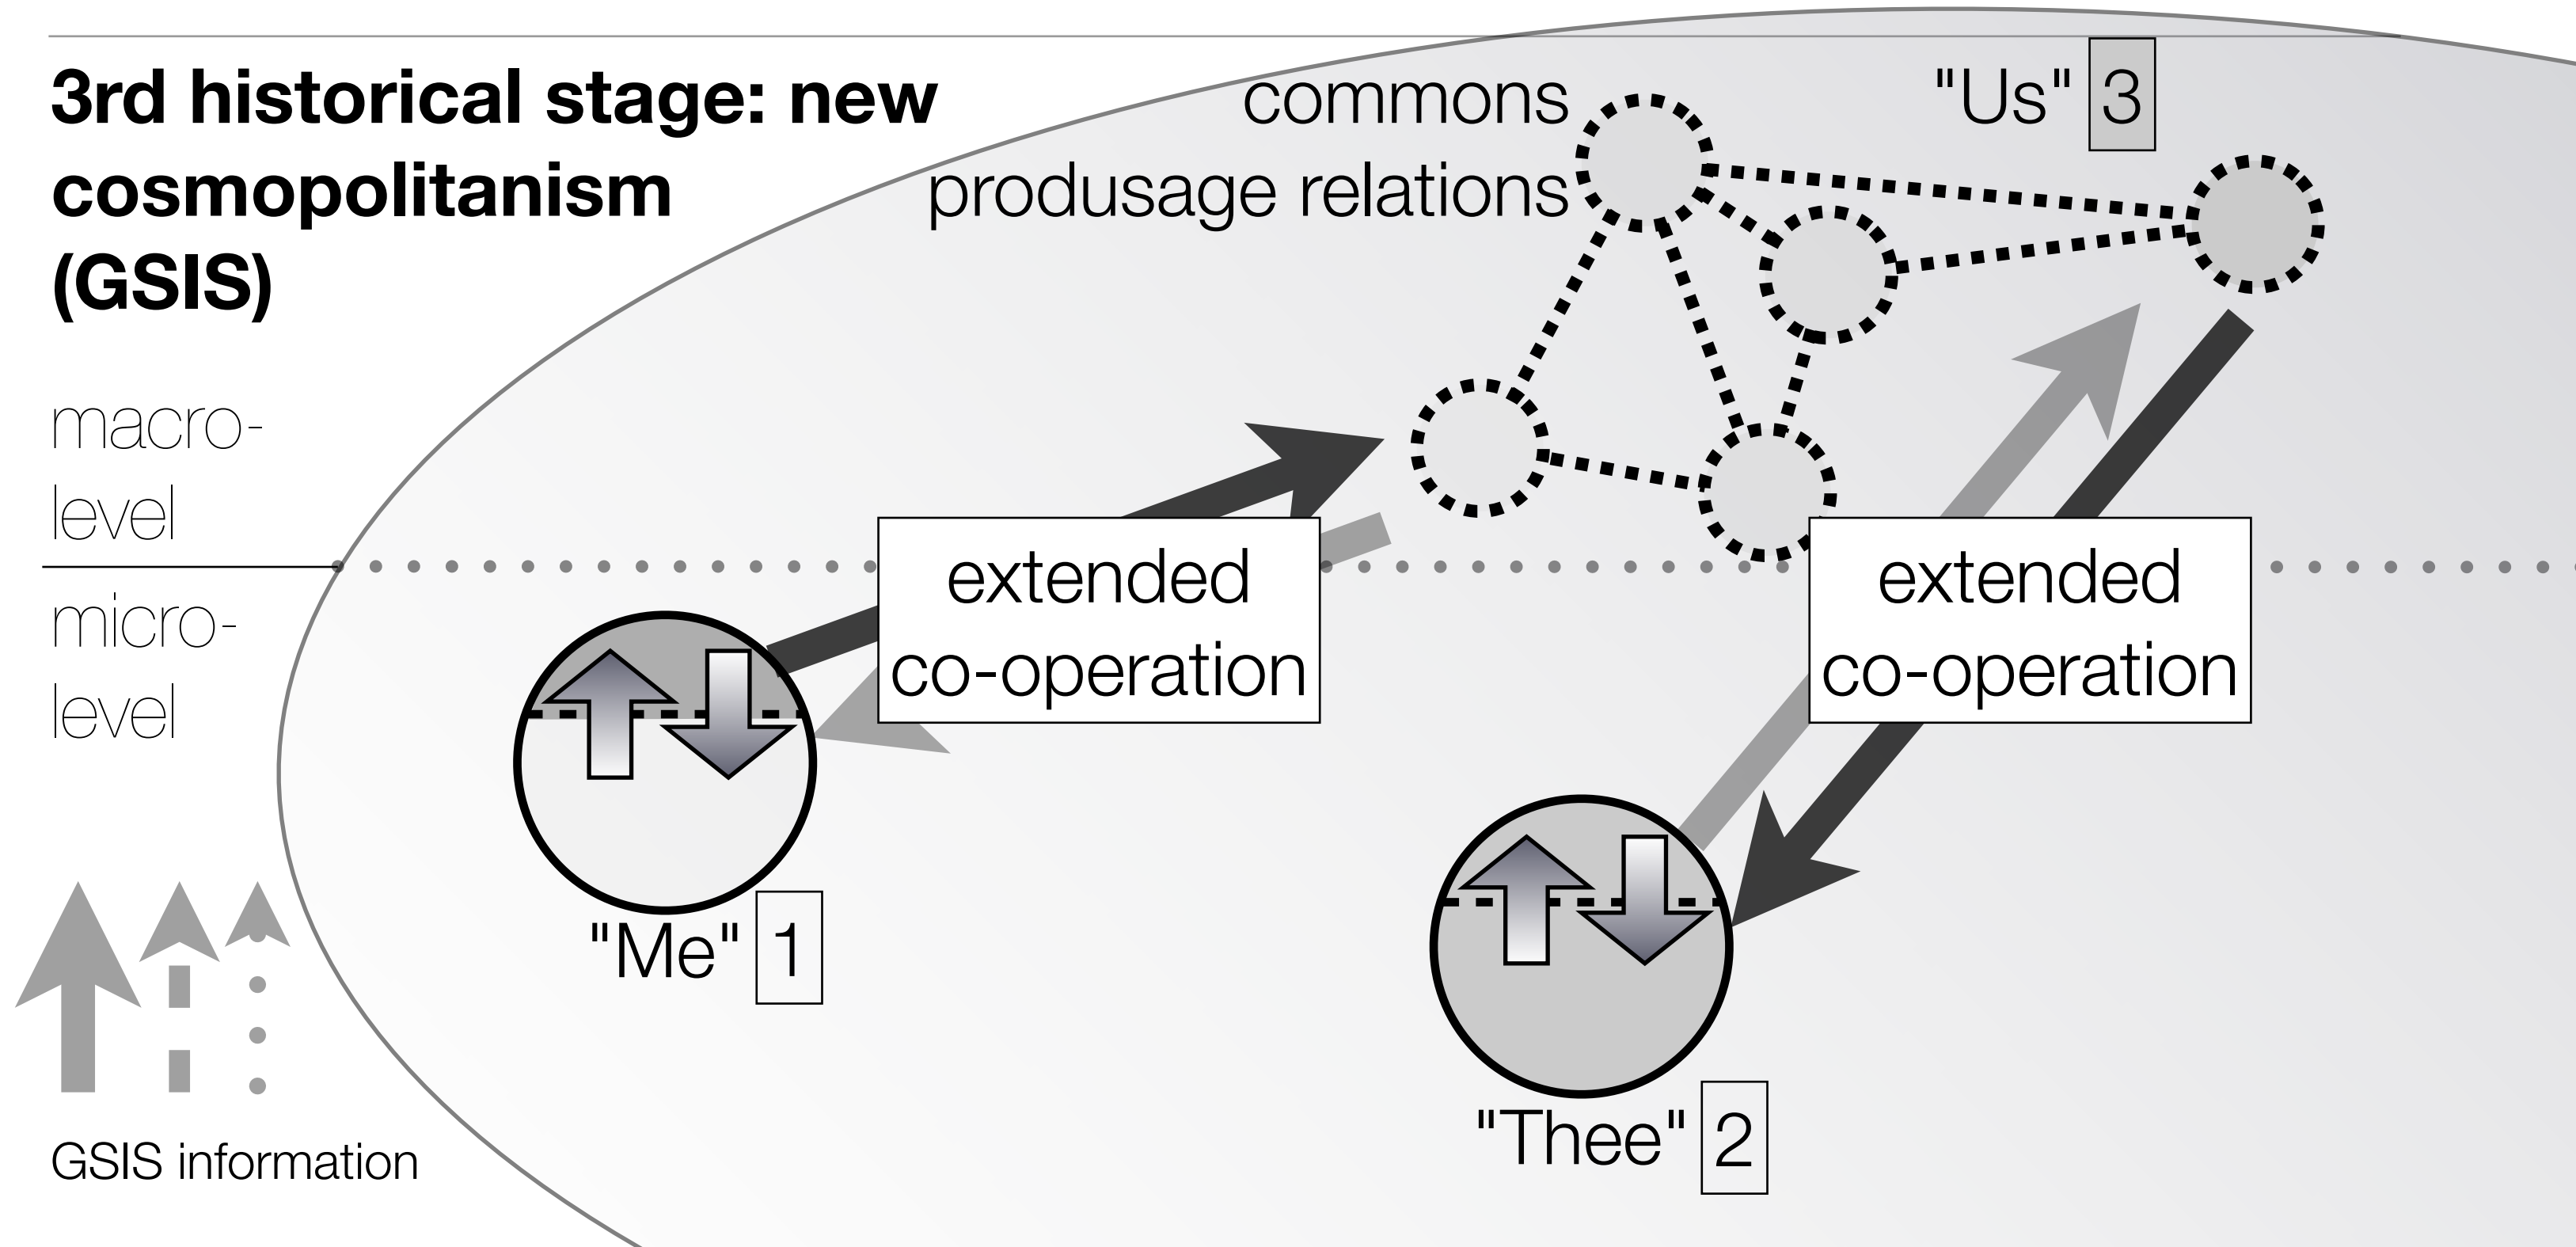 3rd historical stage: new
cosmopolitanism
(GSIS)
commons
produsage relations
"Us" 3
macro-
level
micro-
level
extended
co-operation
extended
co-operation
"Me" 1
"Thee" 2
GSIS information